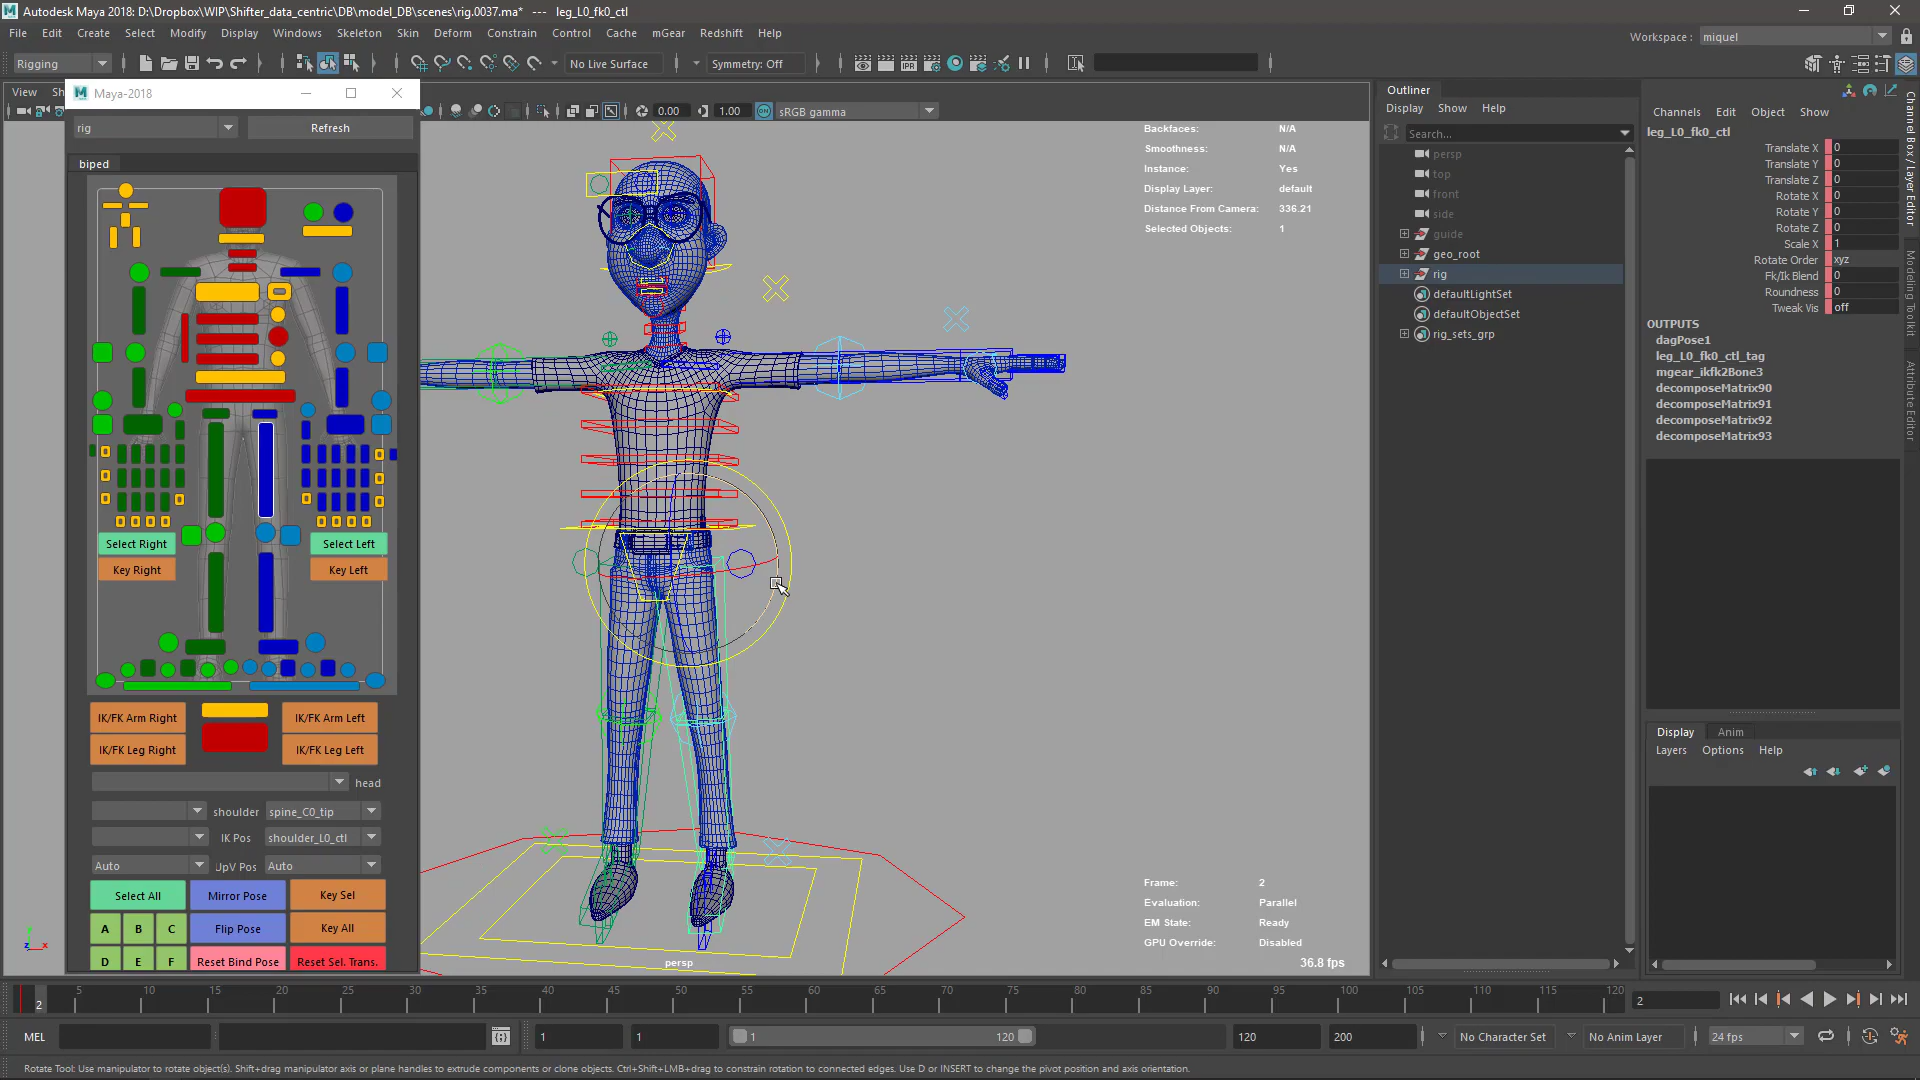 Autodesk Maya 2018: D:\Dropbox\WIP\Shifter_data_centric\DB\model_DB\scenes\rig.0037.ma* --- leg_L0_fk0_ctl
File Edit Create Select Modify Display Windows Skeleton Skin Deform Constrain Control Cache mGear Redshift Help
Workspace : miquel
Rigging No Live Surface Symmetry: Off
View Sh
Maya-2018
0.00 1.00 sRGB gamma
rig Refresh
biped
Select Right Select Left
Key Right Key Left
IK/FK Arm Right IK/FK Arm Left
IK/FK Leg Right IK/FK Leg Left
head
shoulder spine_C0_tip
IK Pos shoulder_L0_ctl
Auto UpV Pos Auto
Select All Mirror Pose Key Sel
A B C Flip Pose Key All
D E F Reset Bind Pose Reset Sel. Trans.
Backfaces: N/A
Smoothness: N/A
Instance: Yes
Display Layer: default
Distance From Camera: 336.21
Selected Objects: 1
Frame: 2
Evaluation: Parallel
EM State: Ready
GPU Override: Disabled
36.8 fps
persp
z x
Outliner
Display Show Help
Search...
persp
top
front
side
guide
geo_root
rig
defaultLightSet
defaultObjectSet
rig_sets_grp
Channels Edit Object Show
leg_L0_fk0_ctl
Translate X 0
Translate Y 0
Translate Z 0
Rotate X 0
Rotate Y 0
Rotate Z 0
Scale X 1
Rotate Order xyz
Fk/Ik Blend 0
Roundness 0
Tweak Vis off
OUTPUTS
dagPose1
leg_L0_fk0_ctl_tag
mgear_ikfk2Bone3
decomposeMatrix90
decomposeMatrix91
decomposeMatrix92
decomposeMatrix93
Display Anim
Layers Options Help
Channel Box / Layer Editor
Modeling Toolkit
Attribute Editor
2 5 10 15 20 25 30 35 40 45 50 55 60 65 70 75 80 85 90 95 100 105 110 115 120
2
MEL 1 1 1 120 120 200 No Character Set No Anim Layer 24 fps
Rotate Tool: Use manipulator to rotate object(s). Shift+drag manipulator axis or plane handles to extrude components or clone objects. Ctrl+Shift+LMB+drag to constrain rotation to connected edges. Use D or INSERT to change the pivot position and axis orientation.